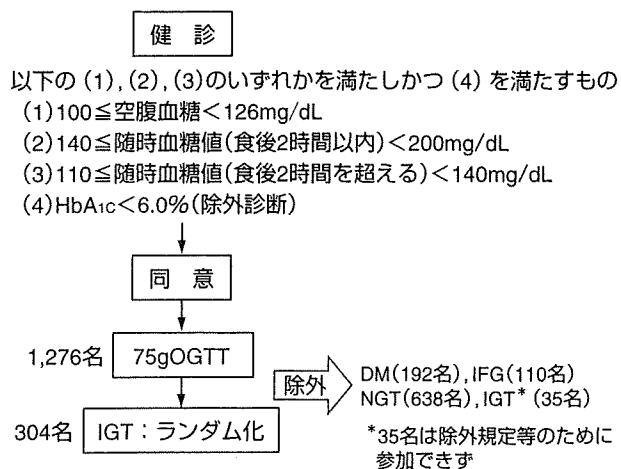 健 診
以下の (1), (2), (3)のいずれかを満たしかつ (4) を満たすもの
(1)100≦空腹血糖<126mg/dL
(2)140≦随時血糖値(食後2時間以内)<200mg/dL
(3)110≦随時血糖値(食後2時間を超える)<140mg/dL
(4)HbA1C<6.0%(除外診断)
同 意
1,276名 75gOGTT
除外
DM(192名), IFG(110名)
NGT(638名), IGT* (35名)
304名 IGT:ランダム化
*35名は除外規定等のために
参加できず